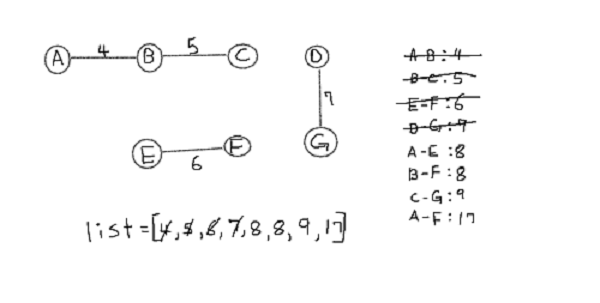 A 4 B 5 C D
7
E 6 F G
A-B:4
B-C:5
E-F:6
D-G:7
A-E:8
B-F:8
C-G:9
A-F:17
list=[4,5,6,7,8,8,9,17]